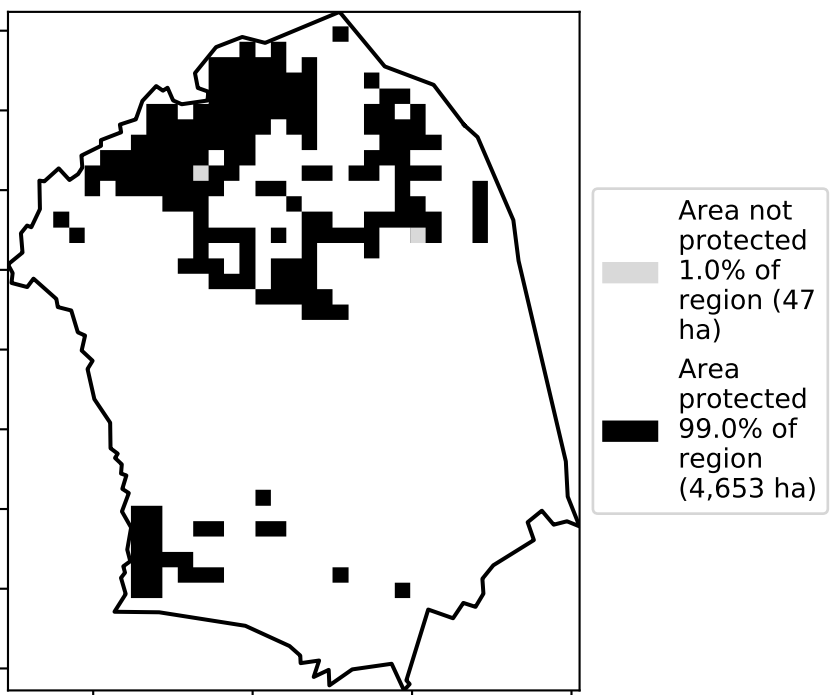 Area not
protected
1.0% of
region (47
ha)
Area
protected
99.0% of
region
(4,653 ha)